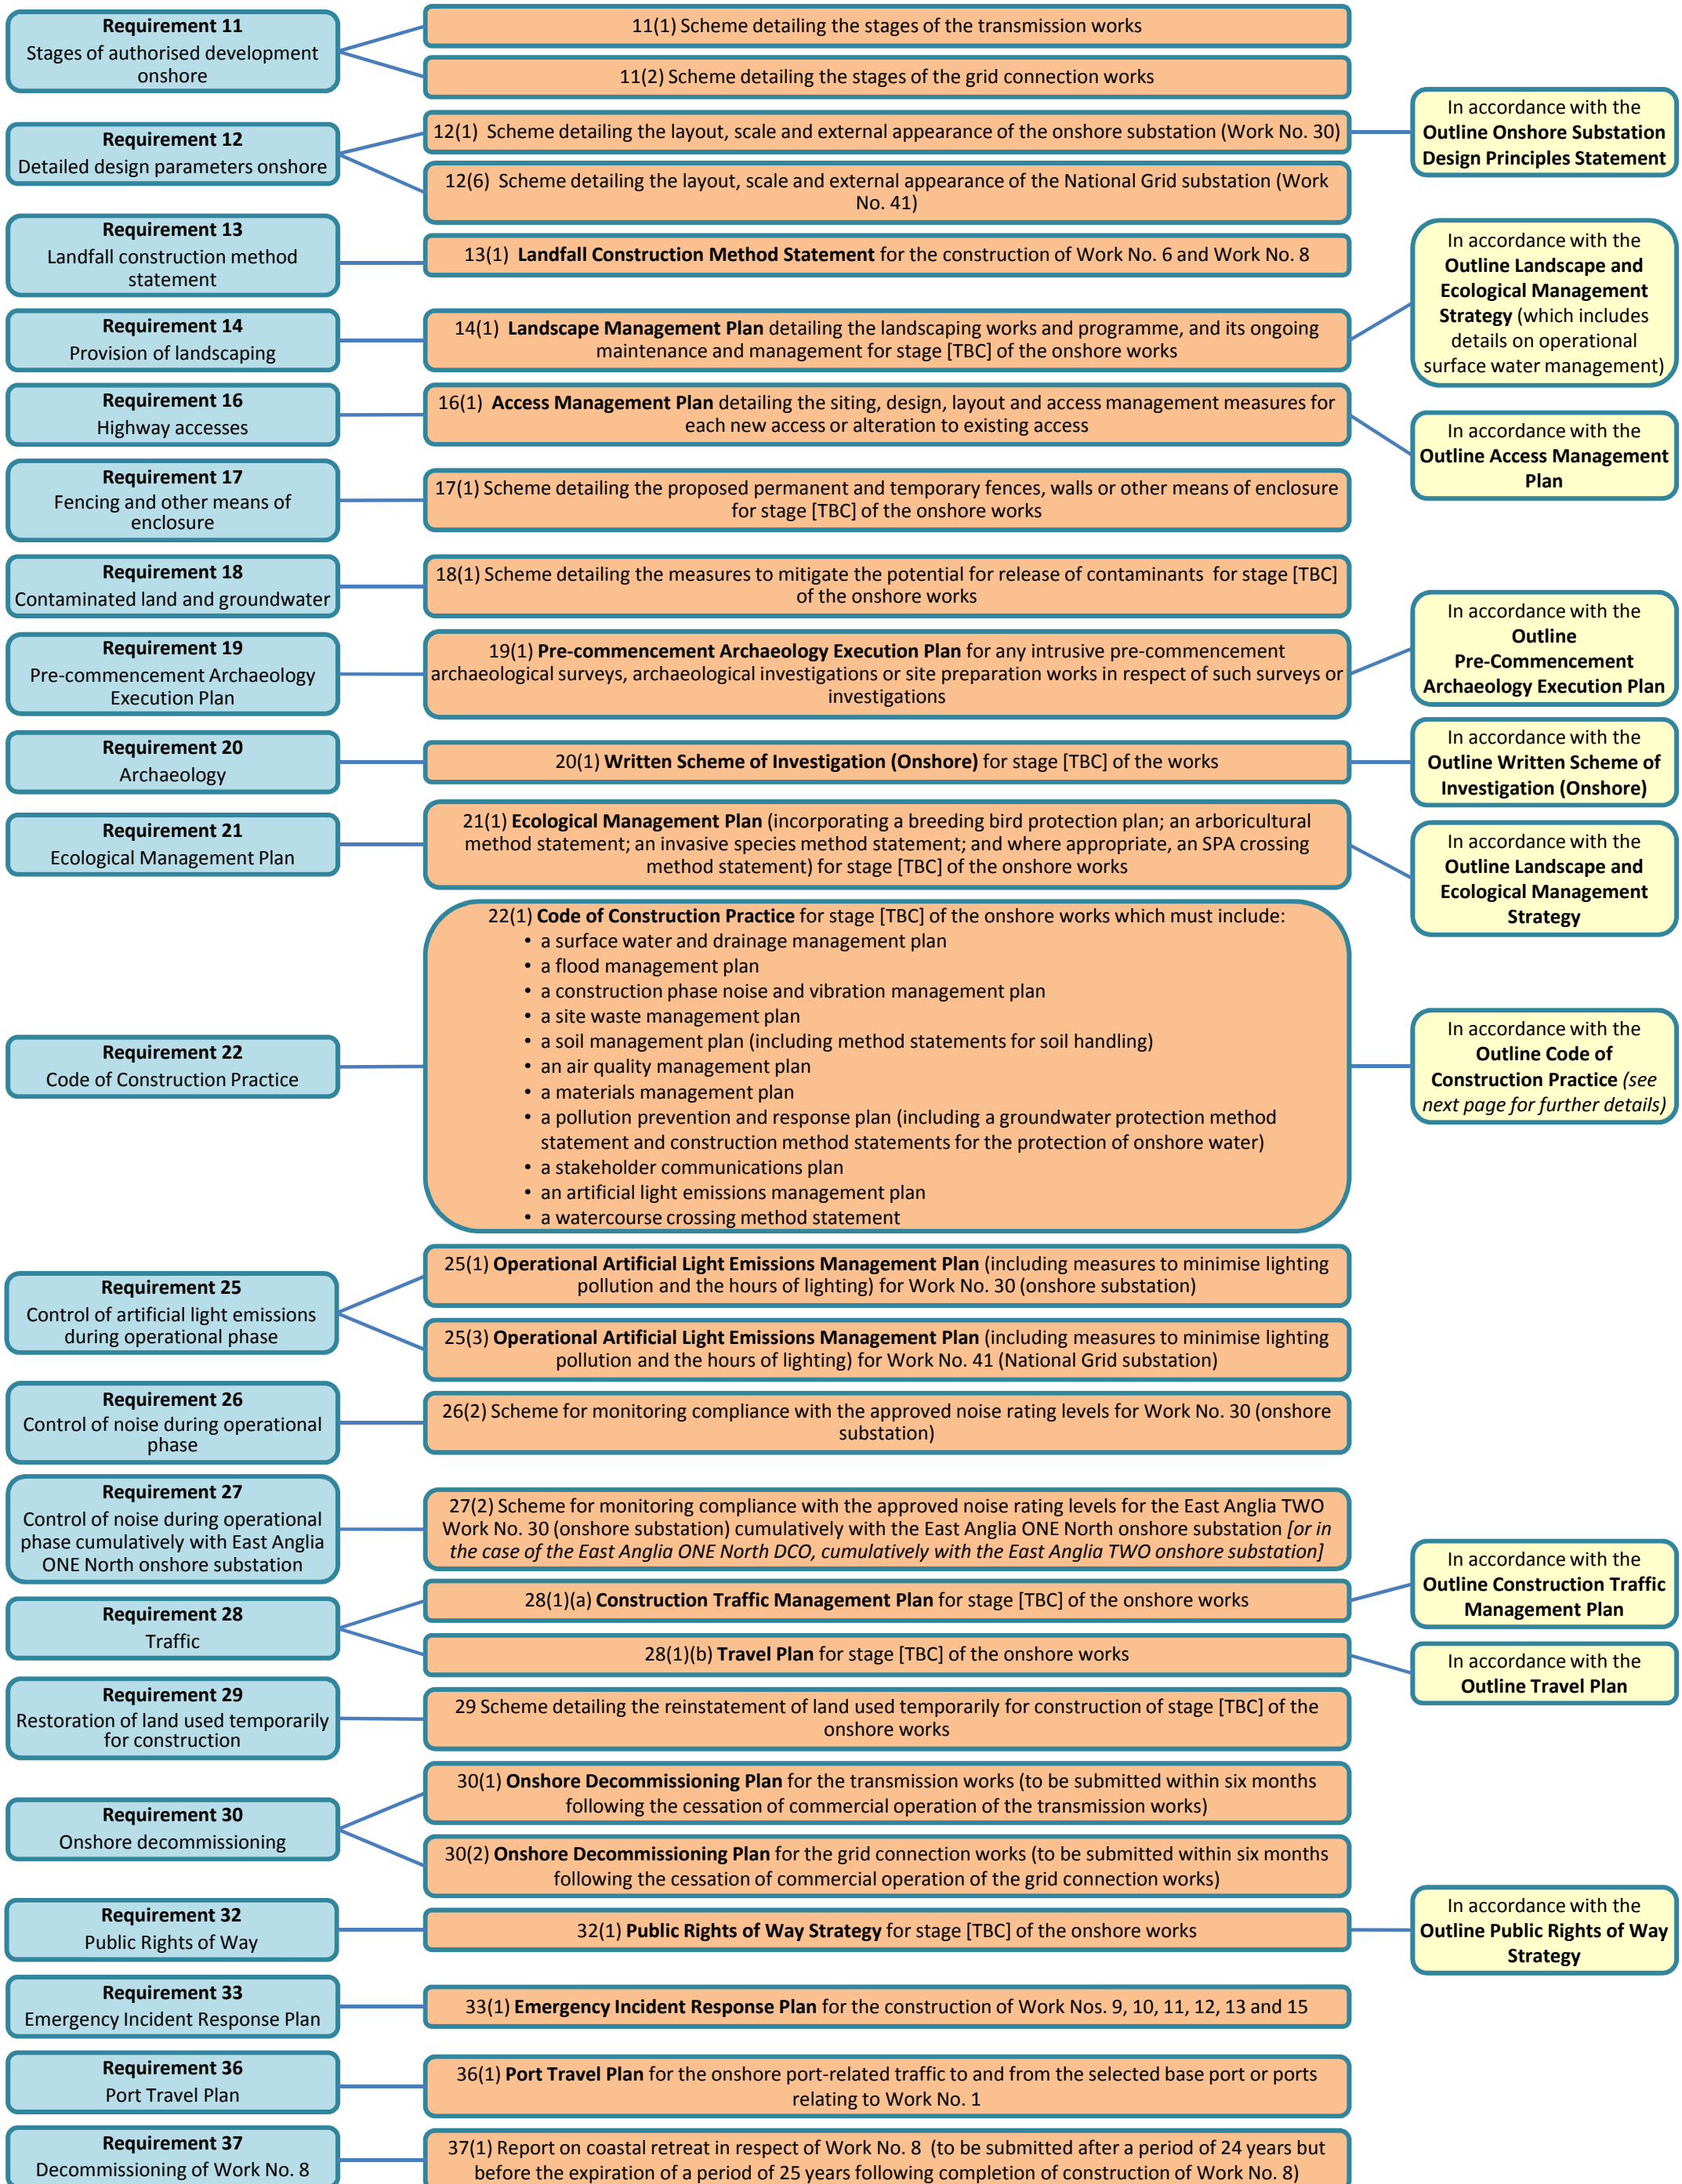 Requirement 11
Stages of authorised development
onshore
11(1) Scheme detailing the stages of the transmission works
11(2) Scheme detailing the stages of the grid connection works
Requirement 12
Detailed design parameters onshore
12(1) Scheme detailing the layout, scale and external appearance of the onshore substation (Work No. 30)
12(6) Scheme detailing the layout, scale and external appearance of the National Grid substation (Work
No. 41)
In accordance with the
Outline Onshore Substation
Design Principles Statement
Requirement 13
Landfall construction method
statement
13(1) Landfall Construction Method Statement for the construction of Work No. 6 and Work No. 8
Requirement 14
Provision of landscaping
14(1) Landscape Management Plan detailing the landscaping works and programme, and its ongoing
maintenance and management for stage [TBC] of the onshore works
In accordance with the
Outline Landscape and
Ecological Management
Strategy (which includes
details on operational
surface water management)
Requirement 16
Highway accesses
16(1) Access Management Plan detailing the siting, design, layout and access management measures for
each new access or alteration to existing access
In accordance with the
Outline Access Management
Plan
Requirement 17
Fencing and other means of
enclosure
17(1) Scheme detailing the proposed permanent and temporary fences, walls or other means of enclosure
for stage [TBC] of the onshore works
Requirement 18
Contaminated land and groundwater
18(1) Scheme detailing the measures to mitigate the potential for release of contaminants for stage [TBC]
of the onshore works
Requirement 19
Pre-commencement Archaeology
Execution Plan
19(1) Pre-commencement Archaeology Execution Plan for any intrusive pre-commencement
archaeological surveys, archaeological investigations or site preparation works in respect of such surveys or
investigations
In accordance with the
Outline
Pre-Commencement
Archaeology Execution Plan
Requirement 20
Archaeology
20(1) Written Scheme of Investigation (Onshore) for stage [TBC] of the works
In accordance with the
Outline Written Scheme of
Investigation (Onshore)
Requirement 21
Ecological Management Plan
21(1) Ecological Management Plan (incorporating a breeding bird protection plan; an arboricultural
method statement; an invasive species method statement; and where appropriate, an SPA crossing
method statement) for stage [TBC] of the onshore works
In accordance with the
Outline Landscape and
Ecological Management
Strategy
Requirement 22
Code of Construction Practice
22(1) Code of Construction Practice for stage [TBC] of the onshore works which must include:
• a surface water and drainage management plan
• a flood management plan
• a construction phase noise and vibration management plan
• a site waste management plan
• a soil management plan (including method statements for soil handling)
• an air quality management plan
• a materials management plan
• a pollution prevention and response plan (including a groundwater protection method
statement and construction method statements for the protection of onshore water)
• a stakeholder communications plan
• an artificial light emissions management plan
• a watercourse crossing method statement
In accordance with the
Outline Code of
Construction Practice (see
next page for further details)
Requirement 25
Control of artificial light emissions
during operational phase
25(1) Operational Artificial Light Emissions Management Plan (including measures to minimise lighting
pollution and the hours of lighting) for Work No. 30 (onshore substation)
25(3) Operational Artificial Light Emissions Management Plan (including measures to minimise lighting
pollution and the hours of lighting) for Work No. 41 (National Grid substation)
Requirement 26
Control of noise during operational
phase
26(2) Scheme for monitoring compliance with the approved noise rating levels for Work No. 30 (onshore
substation)
Requirement 27
Control of noise during operational
phase cumulatively with East Anglia
ONE North onshore substation
27(2) Scheme for monitoring compliance with the approved noise rating levels for the East Anglia TWO
Work No. 30 (onshore substation) cumulatively with the East Anglia ONE North onshore substation [or in
the case of the East Anglia ONE North DCO, cumulatively with the East Anglia TWO onshore substation]
Requirement 28
Traffic
28(1)(a) Construction Traffic Management Plan for stage [TBC] of the onshore works
28(1)(b) Travel Plan for stage [TBC] of the onshore works
In accordance with the
Outline Construction Traffic
Management Plan
In accordance with the
Outline Travel Plan
Requirement 29
Restoration of land used temporarily
for construction
29 Scheme detailing the reinstatement of land used temporarily for construction of stage [TBC] of the
onshore works
Requirement 30
Onshore decommissioning
30(1) Onshore Decommissioning Plan for the transmission works (to be submitted within six months
following the cessation of commercial operation of the transmission works)
30(2) Onshore Decommissioning Plan for the grid connection works (to be submitted within six months
following the cessation of commercial operation of the grid connection works)
Requirement 32
Public Rights of Way
32(1) Public Rights of Way Strategy for stage [TBC] of the onshore works
In accordance with the
Outline Public Rights of Way
Strategy
Requirement 33
Emergency Incident Response Plan
33(1) Emergency Incident Response Plan for the construction of Work Nos. 9, 10, 11, 12, 13 and 15
Requirement 36
Port Travel Plan
36(1) Port Travel Plan for the onshore port-related traffic to and from the selected base port or ports
relating to Work No. 1
Requirement 37
Decommissioning of Work No. 8
37(1) Report on coastal retreat in respect of Work No. 8 (to be submitted after a period of 24 years but
before the expiration of a period of 25 years following completion of construction of Work No. 8)